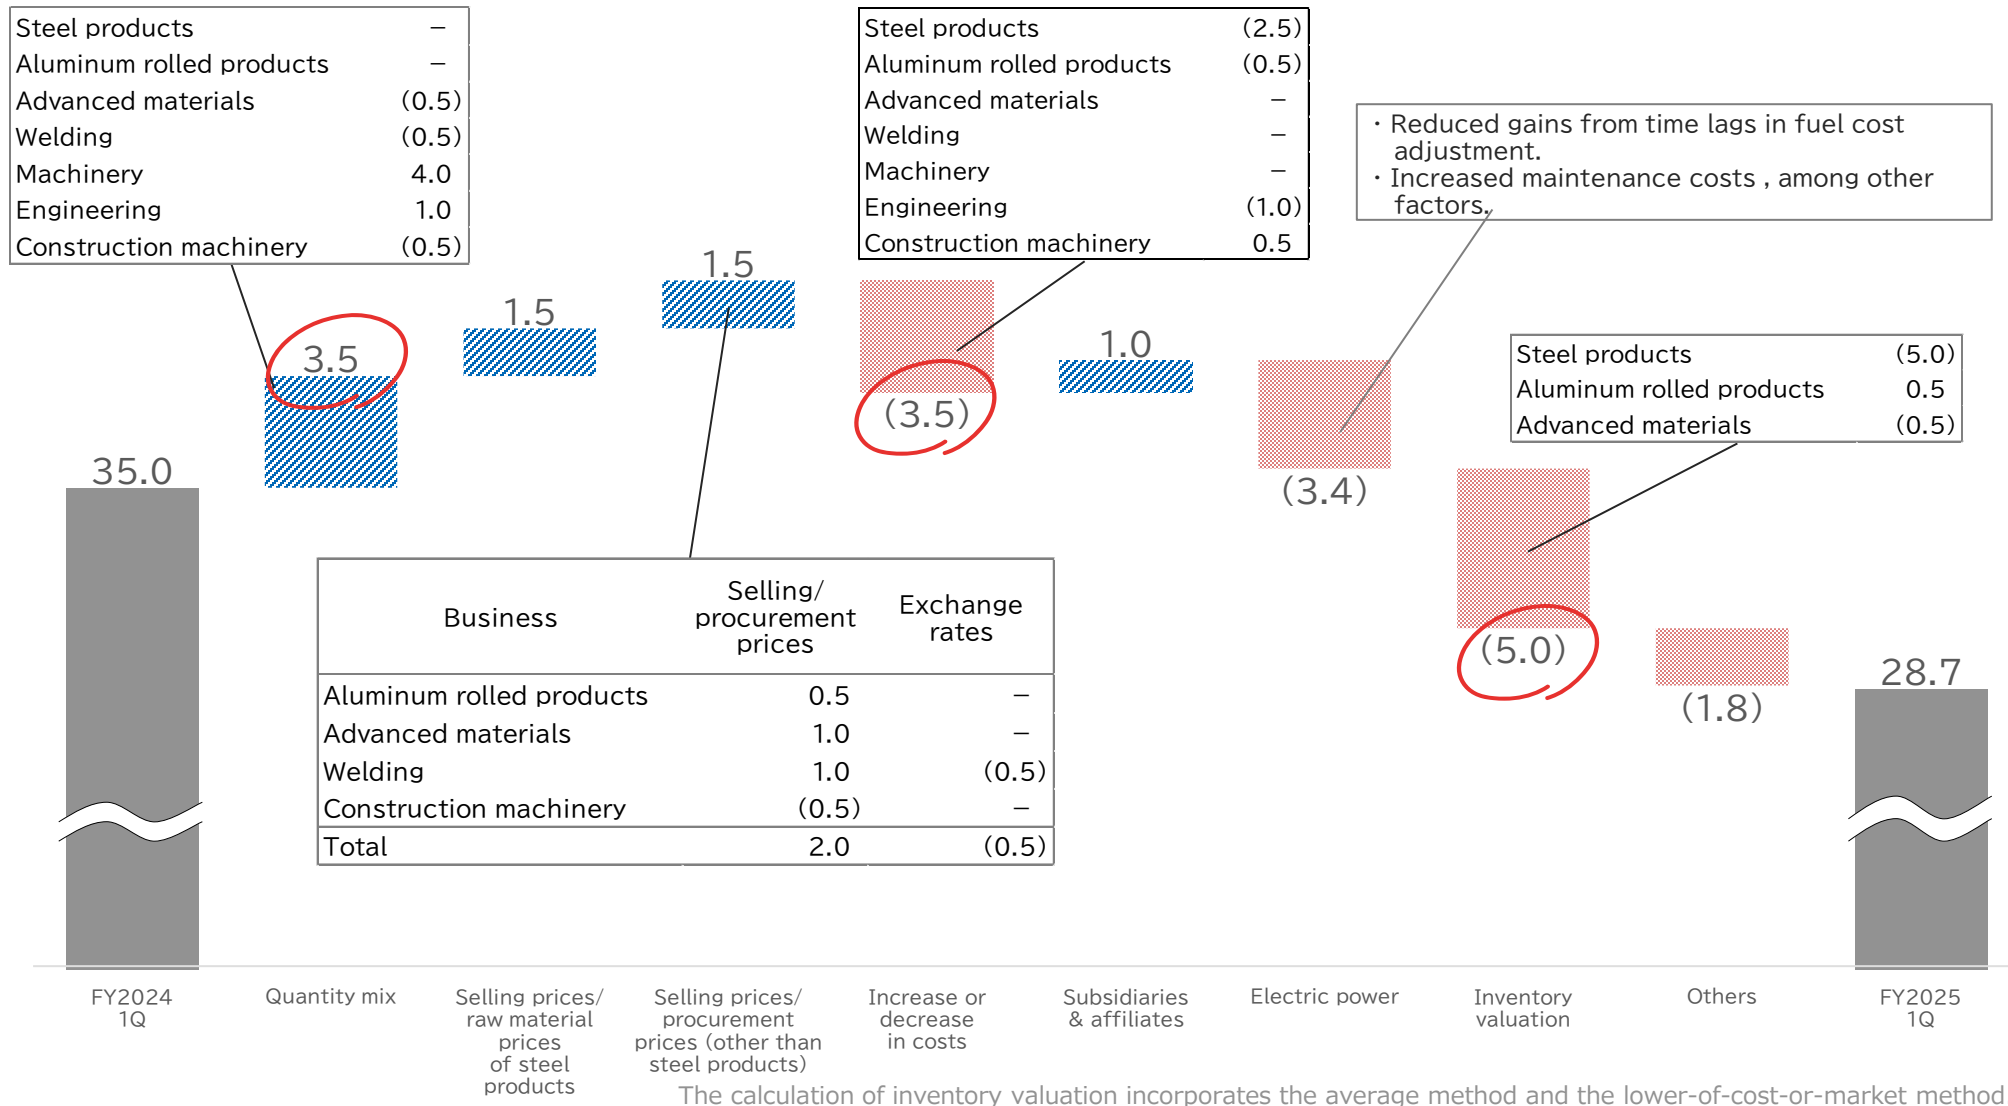 Steel products –
Aluminum rolled products –
Advanced materials (0.5)
Welding (0.5)
Machinery 4.0
Engineering 1.0
Construction machinery (0.5)
Steel products (2.5)
Aluminum rolled products (0.5)
Advanced materials –
Welding –
Machinery –
Engineering (1.0)
Construction machinery 0.5
・Reduced gains from time lags in fuel cost
adjustment.
・Increased maintenance costs , among other
factors.
Steel products (5.0)
Aluminum rolled products 0.5
Advanced materials (0.5)
35.0
3.5
1.5
1.5
(3.5)
1.0
(3.4)
(5.0)
(1.8)
28.7
Business
Selling/
procurement
prices
Exchange
rates
Aluminum rolled products 0.5 –
Advanced materials 1.0 –
Welding 1.0 (0.5)
Construction machinery (0.5) –
Total 2.0 (0.5)
FY2024
1Q
Quantity mix
Selling prices/
raw material
prices
of steel
products
Selling prices/
procurement
prices (other than
steel products)
Increase or
decrease
in costs
Subsidiaries
& affiliates
Electric power
Inventory
valuation
Others
FY2025
1Q
The calculation of inventory valuation incorporates the average method and the lower-of-cost-or-market method